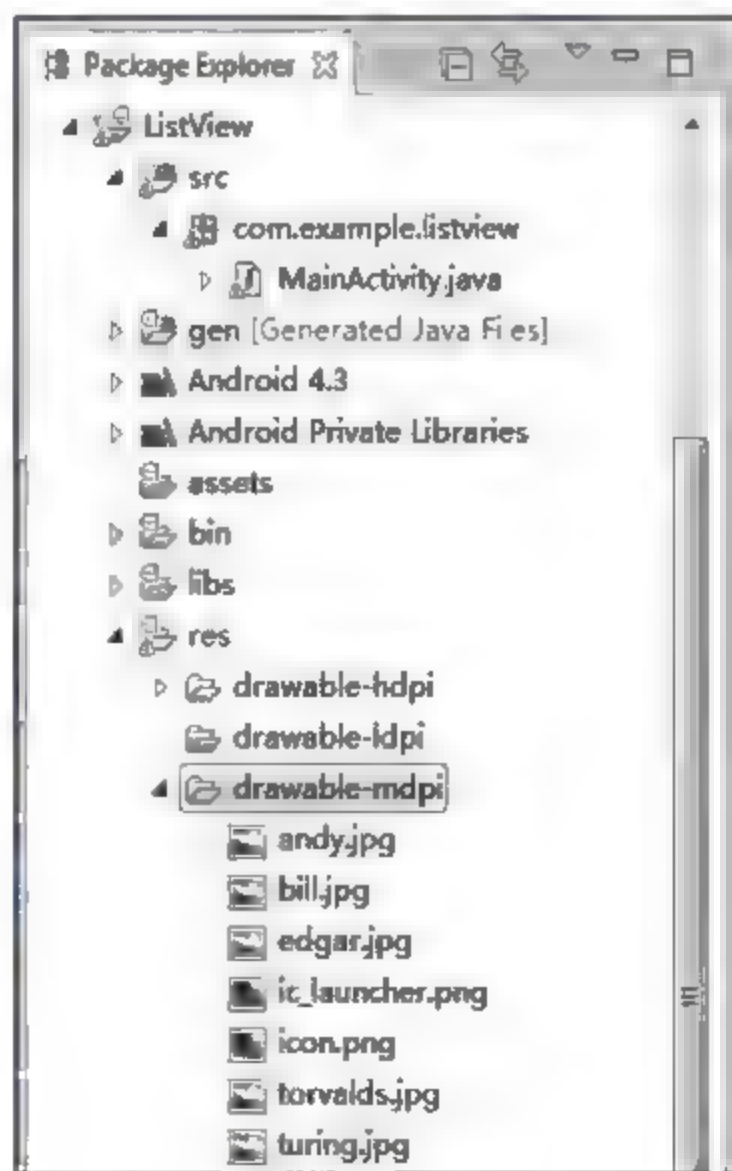 Package Explorer
ListView
src
com.example.listview
MainActivity.java
gen [Generated Java Files]
Android 4.3
Android Private Libraries
assets
bin
libs
res
drawable-hdpi
drawable-ldpi
drawable-mdpi
andy.jpg
bill.jpg
edgar.jpg
ic_launcher.png
icon.png
torvalds.jpg
turing.jpg